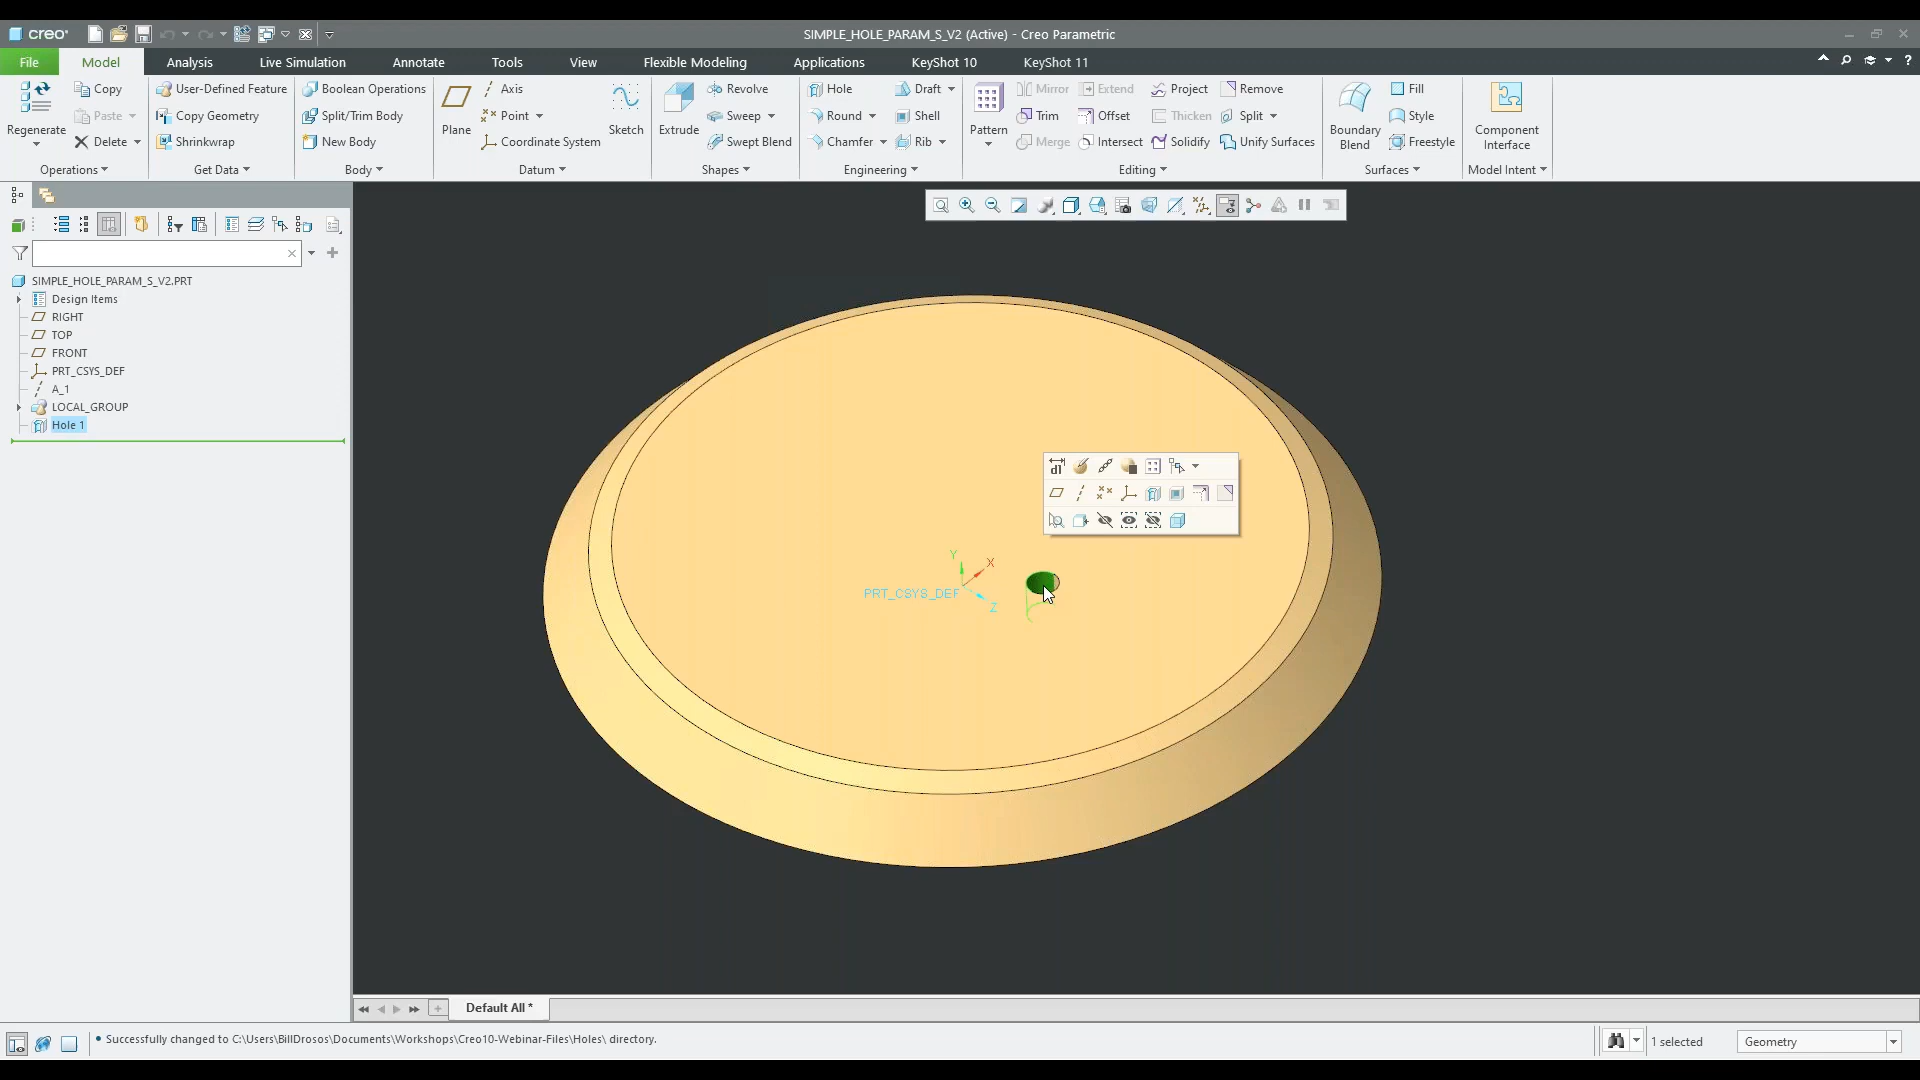 creo
SIMPLE_HOLE_PARAM_S_V2 (Active) - Creo Parametric
File
Model
Analysis
Live Simulation
Annotate
Tools
View
Flexible Modeling
Applications
KeyShot 10
KeyShot 11
Regenerate
Copy
Paste
Delete
Operations
User-Defined Feature
Copy Geometry
Shrinkwrap
Get Data
Boolean Operations
Split/Trim Body
New Body
Body
Plane
Axis
Point
Coordinate System
Sketch
Datum
Extrude
Revolve
Sweep
Swept Blend
Shapes
Hole
Round
Chamfer
Draft
Shell
Rib
Engineering
Pattern
Mirror
Extend
Project
Remove
Trim
Offset
Thicken
Split
Merge
Intersect
Solidify
Unify Surfaces
Editing
Boundary
Blend
Fill
Style
Freestyle
Surfaces
Component
Interface
Model Intent
SIMPLE_HOLE_PARAM_S_V2.PRT
Design Items
RIGHT
TOP
FRONT
PRT_CSYS_DEF
A_1
LOCAL_GROUP
Hole 1
Y
X
PRT_CSYS_DEF
Z
Default All *
• Successfully changed to C:\Users\BillDrosos\Documents\Workshops\Creo10-Webinar-Files\Holes\ directory.
1 selected
Geometry